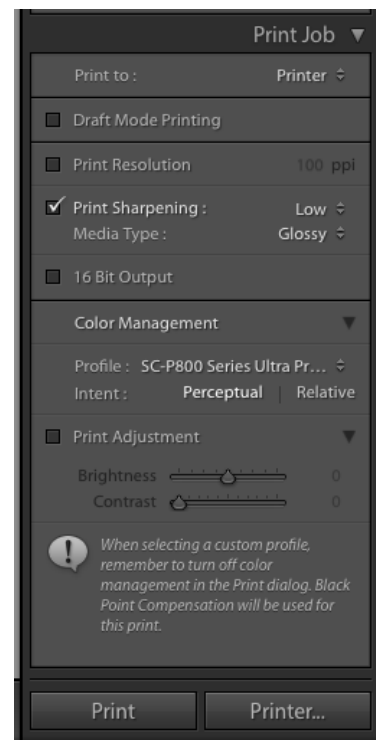 Print Job
Print to : Printer
Draft Mode Printing
Print Resolution 100 ppi
Print Sharpening : Low
Media Type : Glossy
16 Bit Output
Color Management
Profile : SC-P800 Series Ultra Pr...
Intent : Perceptual | Relative
Print Adjustment
Brightness 0
Contrast 0
When selecting a custom profile,
remember to turn off color
management in the Print dialog. Black
Point Compensation will be used for
this print.
Print Printer...